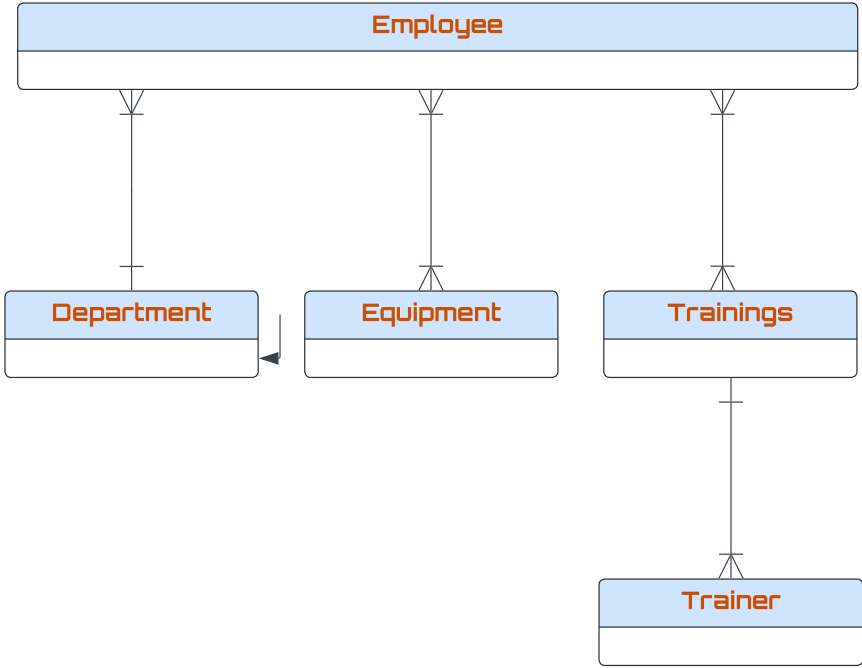 Employee
Department
Equipment
Trainings
Trainer